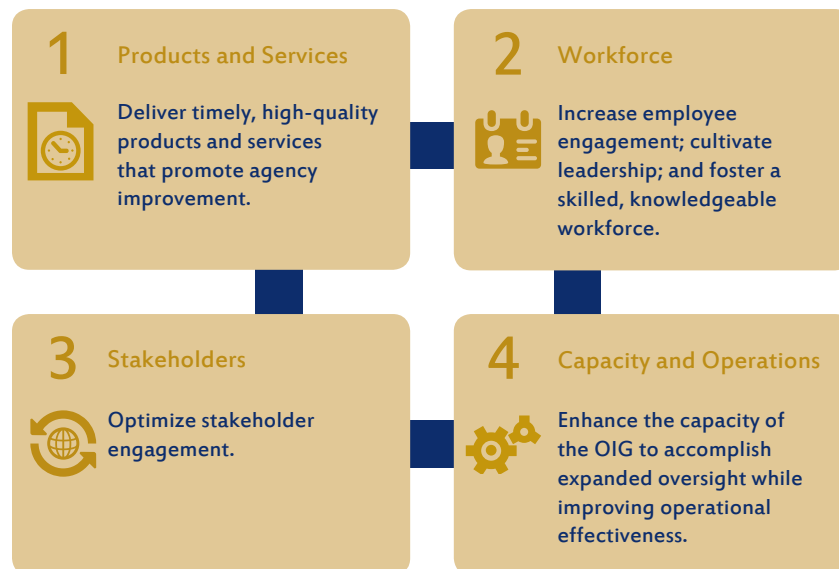 1 Products and Services
Deliver timely, high-quality
products and services
that promote agency
improvement.
2 Workforce
Increase employee
engagement; cultivate
leadership; and foster a
skilled, knowledgeable
workforce.
3 Stakeholders
Optimize stakeholder
engagement.
4 Capacity and Operations
Enhance the capacity of
the OIG to accomplish
expanded oversight while
improving operational
effectiveness.